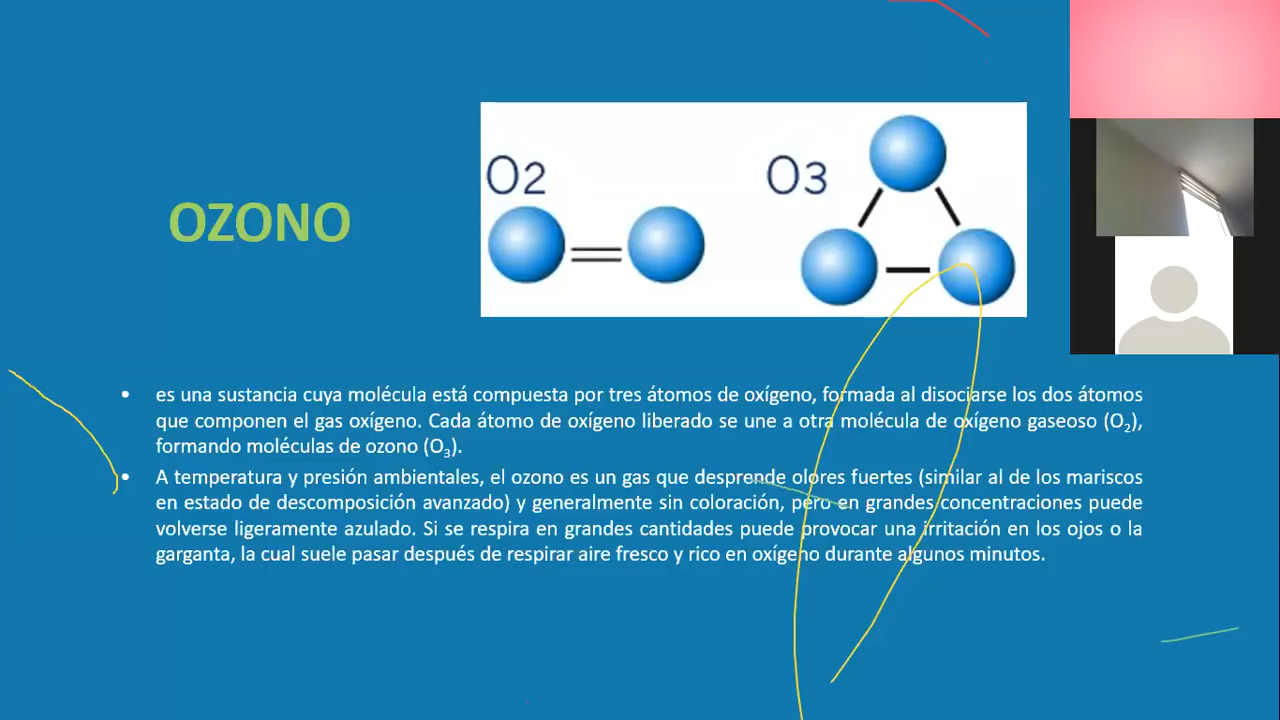 O2
O3
OZONO
• es una sustancia cuya molécula está compuesta por tres átomos de oxígeno, formada al disociarse los dos átomos
que componen el gas oxígeno. Cada átomo de oxígeno liberado se une a otra molécula de oxígeno gaseoso (O₂),
formando moléculas de ozono (O₃).
• A temperatura y presión ambientales, el ozono es un gas que desprende olores fuertes (similar al de los mariscos
en estado de descomposición avanzado) y generalmente sin coloración, pero en grandes concentraciones puede
volverse ligeramente azulado. Si se respira en grandes cantidades puede provocar una irritación en los ojos o la
garganta, la cual suele pasar después de respirar aire fresco y rico en oxígeno durante algunos minutos.